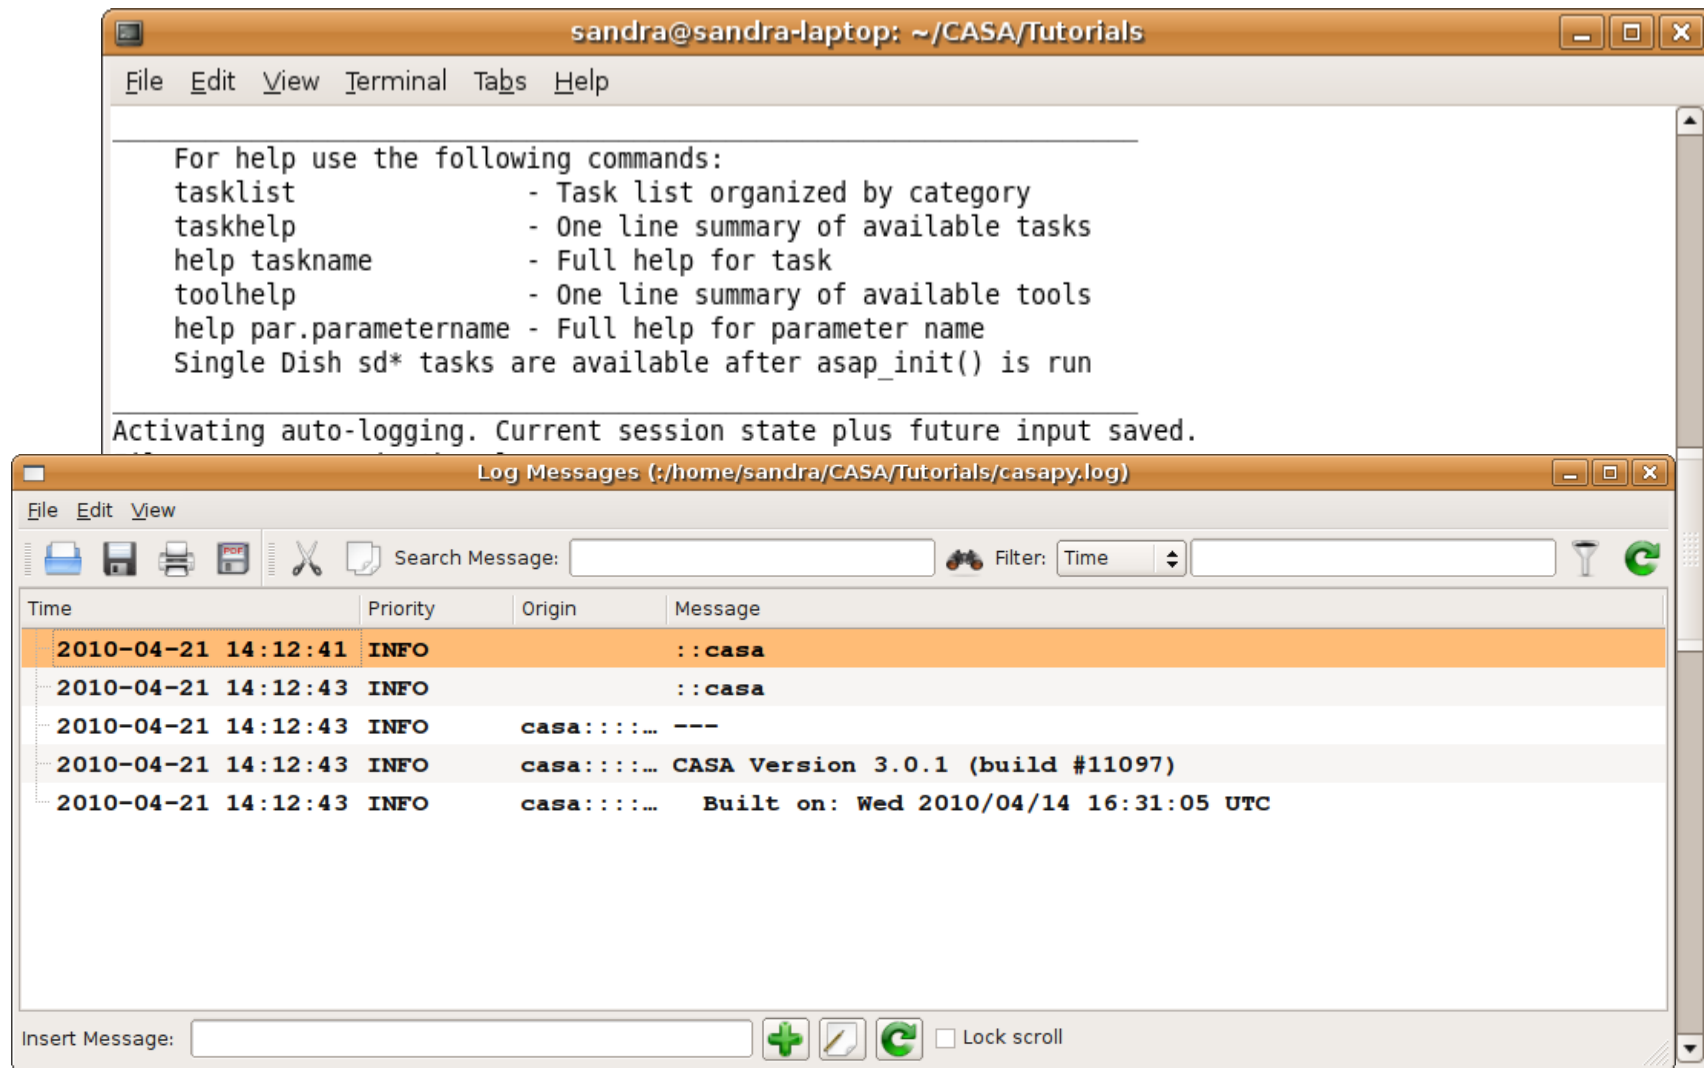 sandra@sandra-laptop: ~/CASA/Tutorials
File Edit View Terminal Tabs Help
For help use the following commands:
tasklist - Task list organized by category
taskhelp - One line summary of available tasks
help taskname - Full help for task
toolhelp - One line summary of available tools
help par.parametername - Full help for parameter name
Single Dish sd* tasks are available after asap_init() is run
Activating auto-logging. Current session state plus future input saved.
Log Messages (:/home/sandra/CASA/Tutorials/casapy.log)
File Edit View
PDF Search Message: Filter: Time
Time Priority Origin Message
2010-04-21 14:12:41 INFO ::casa
2010-04-21 14:12:43 INFO ::casa
2010-04-21 14:12:43 INFO casa::::… ---
2010-04-21 14:12:43 INFO casa::::… CASA Version 3.0.1 (build #11097)
2010-04-21 14:12:43 INFO casa::::… Built on: Wed 2010/04/14 16:31:05 UTC
Insert Message: Lock scroll